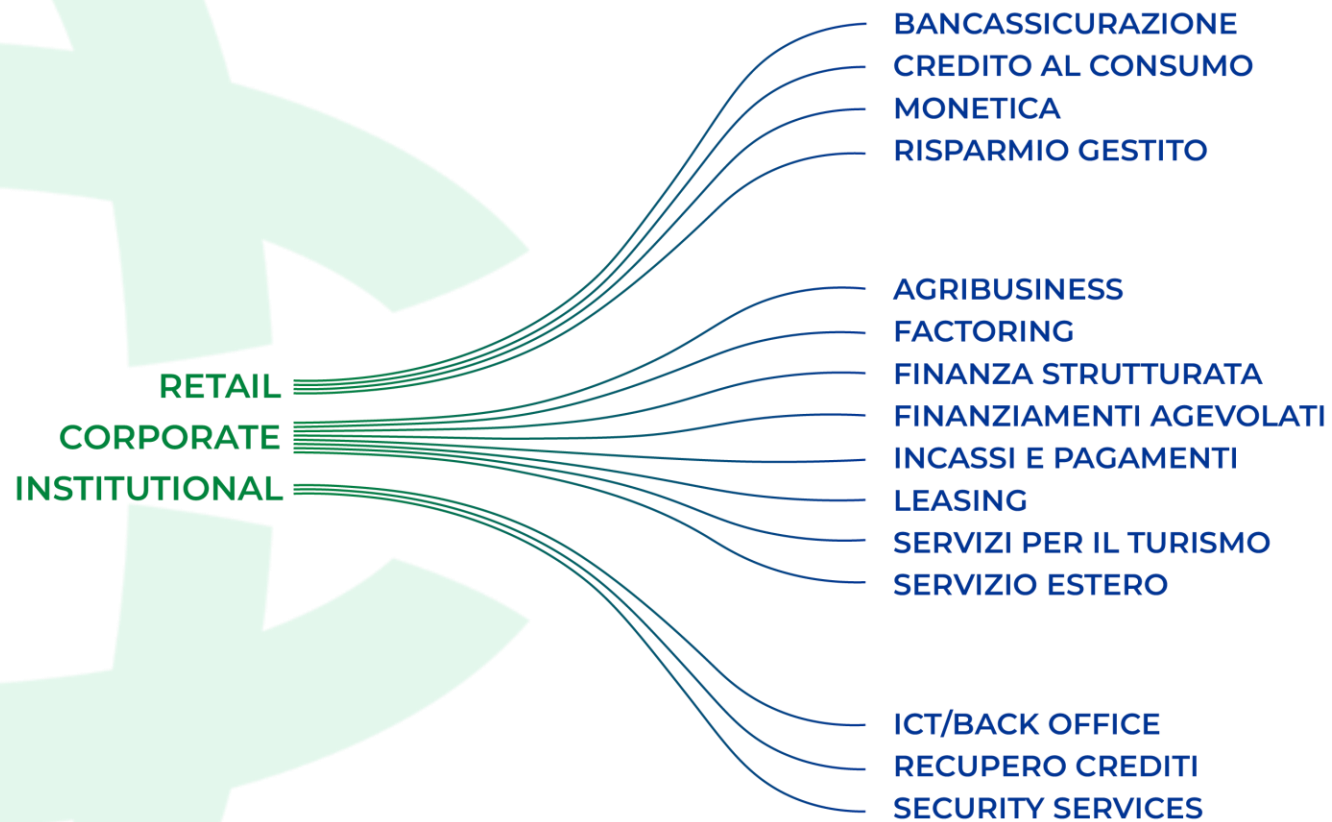 RETAIL
CORPORATE
INSTITUTIONAL
BANCASSICURAZIONE
CREDITO AL CONSUMO
MONETICA
RISPARMIO GESTITO
AGRIBUSINESS
FACTORING
FINANZA STRUTTURATA
FINANZIAMENTI AGEVOLATI
INCASSI E PAGAMENTI
LEASING
SERVIZI PER IL TURISMO
SERVIZIO ESTERO
ICT/BACK OFFICE
RECUPERO CREDITI
SECURITY SERVICES